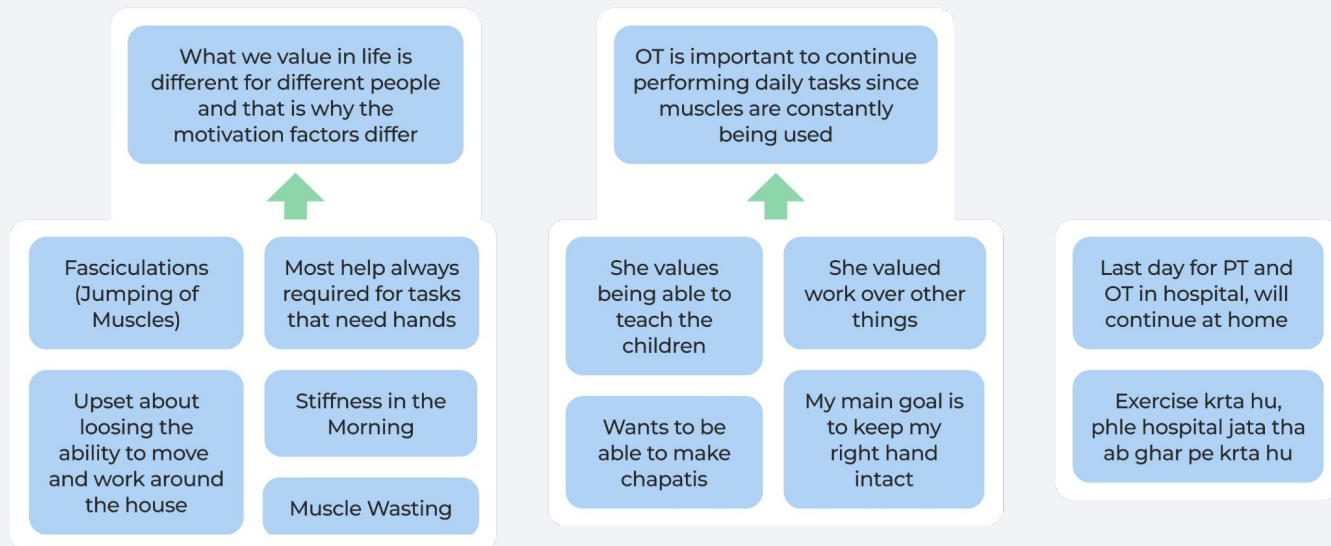 What we value in life is
different for different people
and that is why the
motivation factors differ
OT is important to continue
performing daily tasks since
muscles are constantly
being used
Fasciculations
(Jumping of
Muscles)
Most help always
required for tasks
that need hands
Upset about
loosing the
ability to move
and work around
the house
Stiffness in the
Morning
Muscle Wasting
She values
being able to
teach the
children
She valued
work over other
things
Wants to be
able to make
chapatis
My main goal is
to keep my
right hand
intact
Last day for PT and
OT in hospital, will
continue at home
Exercise krta hu,
phle hospital jata tha
ab ghar pe krta hu